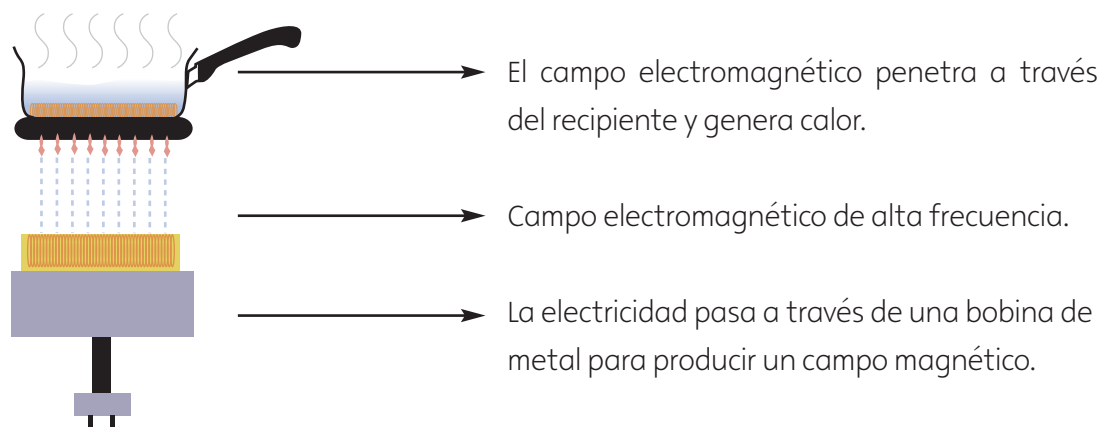 El campo electromagnético penetra a través
del recipiente y genera calor.
Campo electromagnético de alta frecuencia.
La electricidad pasa a través de una bobina de
metal para producir un campo magnético.